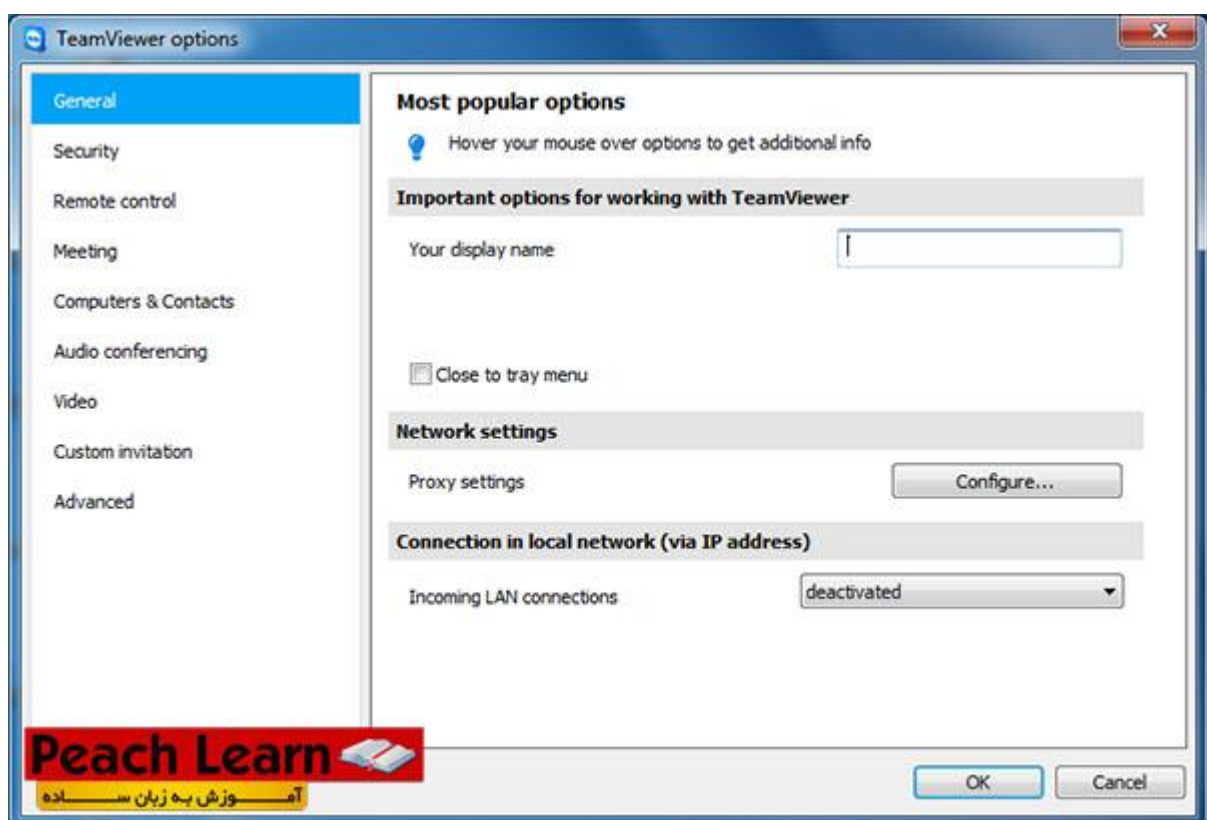 TeamViewer options
General
Security
Remote control
Meeting
Computers & Contacts
Audio conferencing
Video
Custom invitation
Advanced
Most popular options
Hover your mouse over options to get additional info
Important options for working with TeamViewer
Your display name
Close to tray menu
Network settings
Proxy settings
Configure...
Connection in local network (via IP address)
Incoming LAN connections
deactivated
Peach Learn
آمـــوزش به زبان ســـاده
OK
Cancel